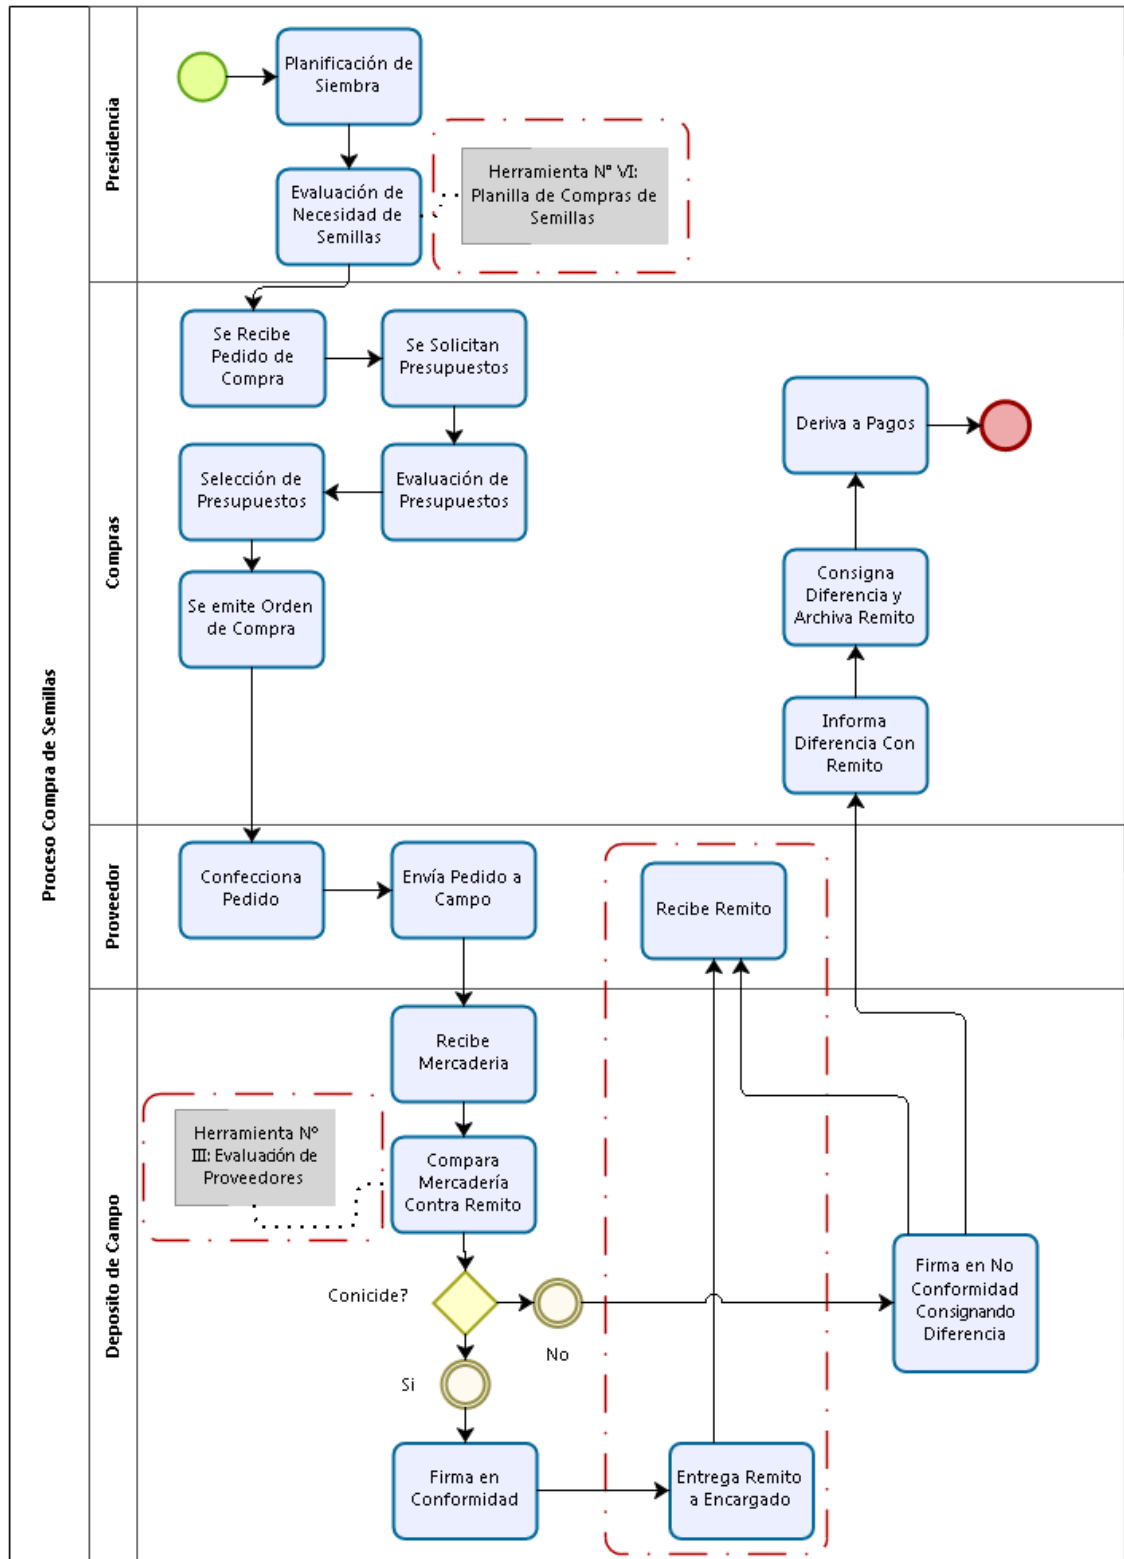 Proceso Compra de Semillas
Presidencia
Planificación de
Siembra
Evaluación de
Necesidad de
Semillas
Herramienta N° VI:
Planilla de Compras de
Semillas
Compras
Se Recibe
Pedido de
Compra
Se Solicitan
Presupuestos
Selección de
Presupuestos
Evaluación de
Presupuestos
Se emite Orden
de Compra
Deriva a Pagos
Consigna
Diferencia y
Archiva Remito
Informa
Diferencia Con
Remito
Proveedor
Confecciona
Pedido
Envía Pedido a
Campo
Recibe Remito
Deposito de Campo
Recibe
Mercaderia
Herramienta N°
III: Evaluación de
Proveedores
Compara
Mercadería
Contra Remito
Conicide?
No
Si
Firma en No
Conformidad
Consignando
Diferencia
Firma en
Conformidad
Entrega Remito
a Encargado